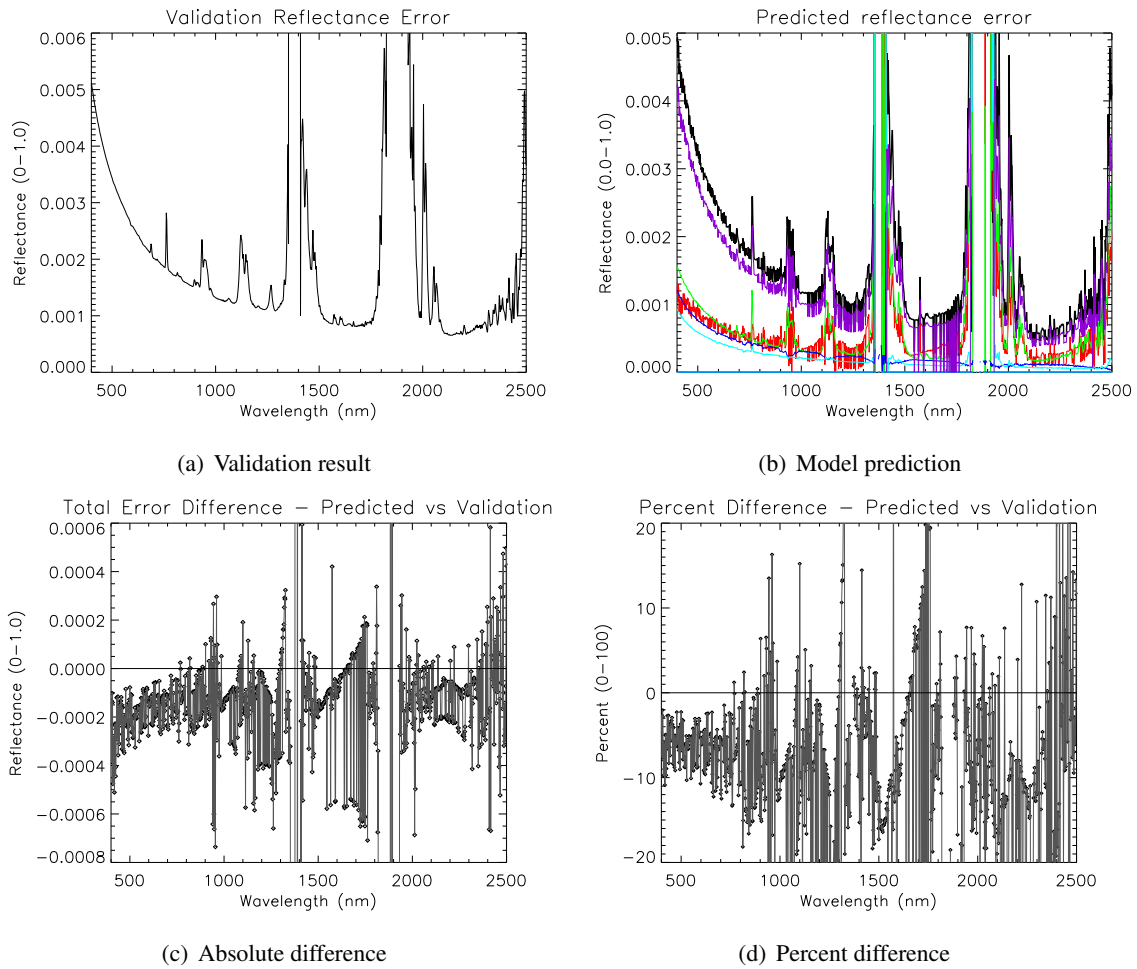 Validation Reflectance Error
0.006
0.005
0.004
0.003
0.002
0.001
0.000
Reflectance (0-1.0)
500 1000 1500 2000 2500
Wavelength (nm)
(a) Validation result
Predicted reflectance error
0.005
0.004
0.003
0.002
0.001
0.000
Reflectance (0.0-1.0)
500 1000 1500 2000 2500
Wavelength (nm)
(b) Model prediction
Total Error Difference - Predicted vs Validation
0.0006
0.0004
0.0002
0.0000
-0.0002
-0.0004
-0.0006
-0.0008
Reflectance (0-1.0)
500 1000 1500 2000 2500
Wavelength (nm)
(c) Absolute difference
Percent Difference - Predicted vs Validation
20
10
0
-10
-20
Percent (0-100)
500 1000 1500 2000 2500
Wavelength (nm)
(d) Percent difference